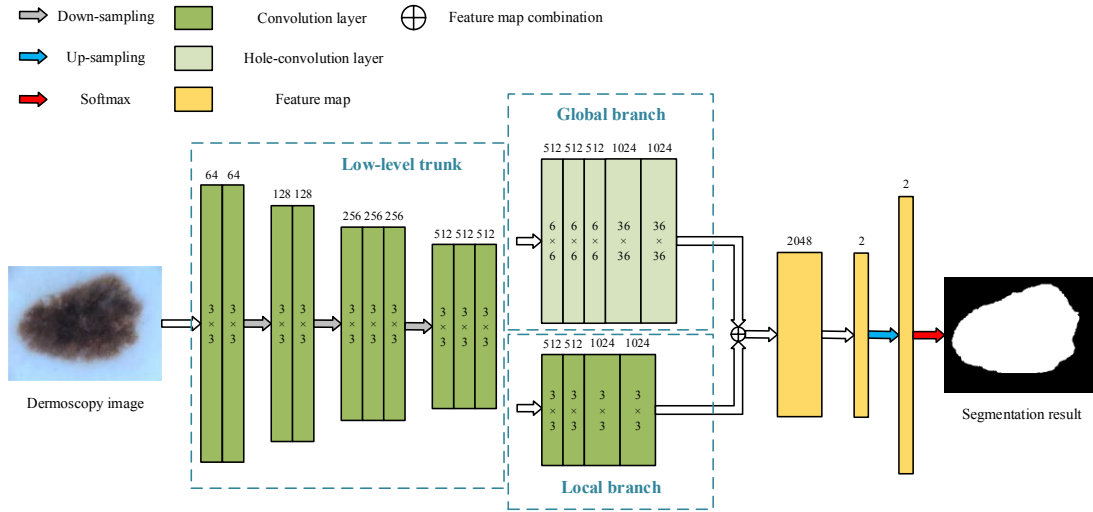 Down-sampling
Convolution layer
Feature map combination
Up-sampling
Hole-convolution layer
Softmax
Feature map
Low-level trunk
64 64
128 128
256 256 256
512 512 512
3 × 3 3 × 3
3 × 3 3 × 3
3 × 3 3 × 3 3 × 3
3 × 3 3 × 3 3 × 3
Dermoscopy image
Global branch
512 512 512 1024 1024
6 × 6 6 × 6 6 × 6 36 × 36 36 × 36
512 512 1024 1024
3 × 3 3 × 3 3 × 3 3 × 3
Local branch
2048
2
2
Segmentation result